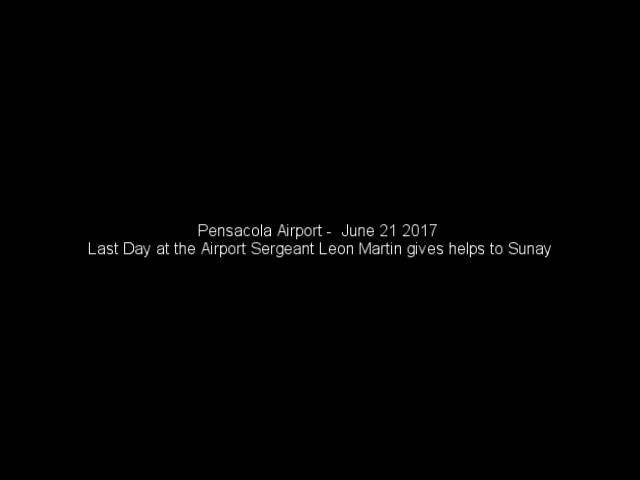 Pensacola Airport -  June 21 2017
Last Day at the Airport Sergeant Leon Martin gives helps to Sunay